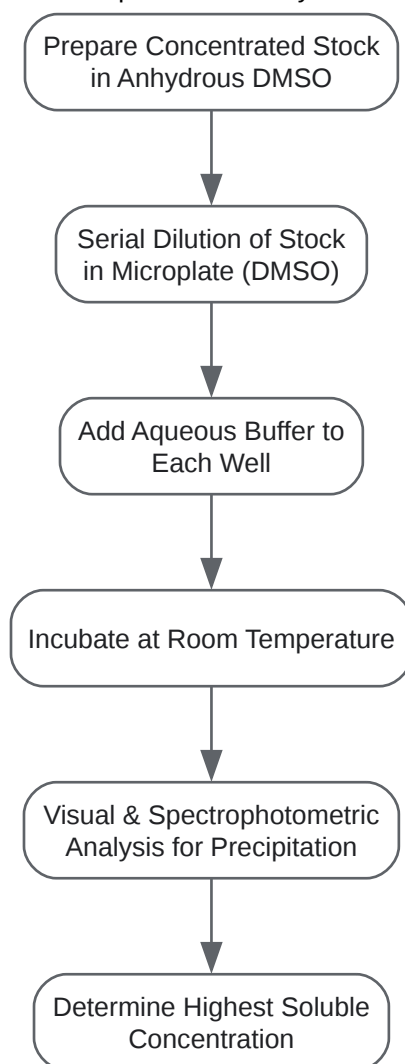 Prepare Concentrated Stock
in Anhydrous DMSO
Serial Dilution of Stock
in Microplate (DMSO)
Add Aqueous Buffer to
Each Well
Incubate at Room Temperature
Visual & Spectrophotometric
Analysis for Precipitation
Determine Highest Soluble
Concentration